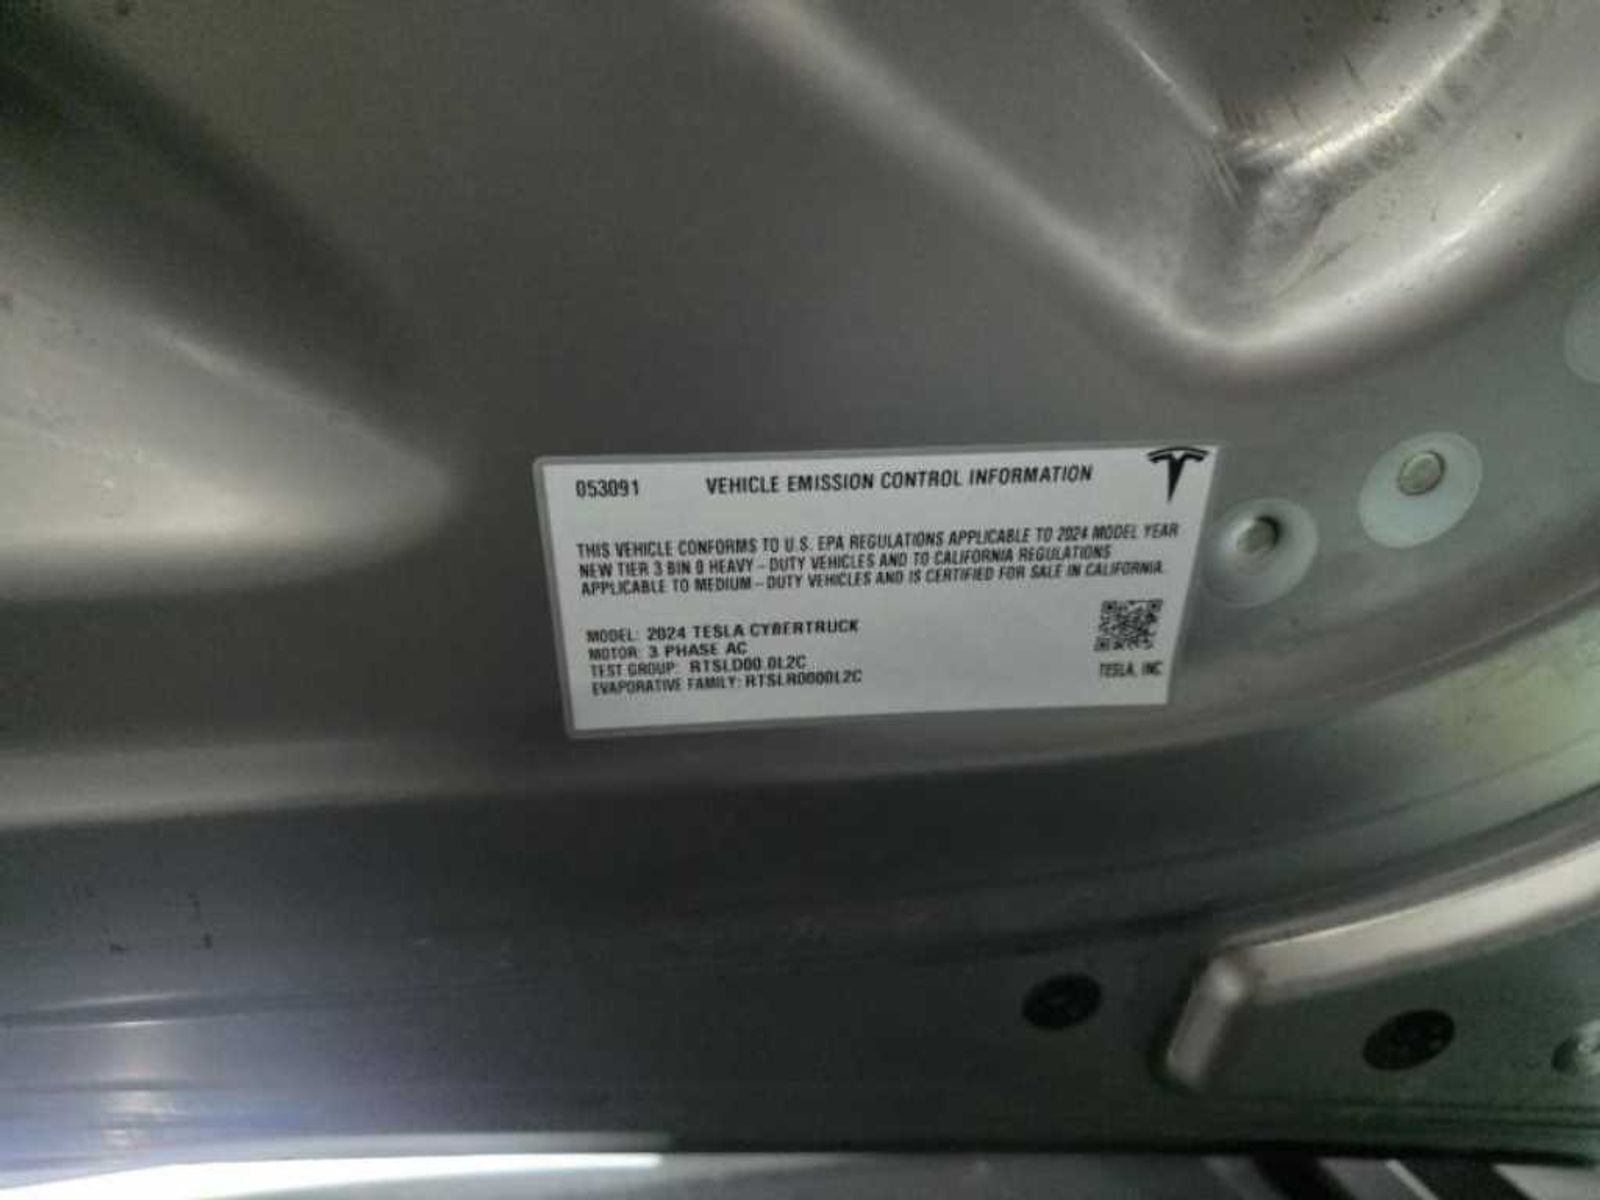 053091 VEHICLE EMISSION CONTROL INFORMATION
THIS VEHICLE CONFORMS TO U.S. EPA REGULATIONS APPLICABLE TO 2024 MODEL YEAR
NEW TIER 3 BIN 0 HEAVY-DUTY VEHICLES AND TO CALIFORNIA REGULATIONS
APPLICABLE TO MEDIUM-DUTY VEHICLES AND IS CERTIFIED FOR SALE IN CALIFORNIA.
MODEL: 2024 TESLA CYBERTRUCK
MOTOR: 3 PHASE AC
TEST GROUP: RTSLD00.0L2C
EVAPORATIVE FAMILY: RTSLR0000L2C
TESLA, INC.